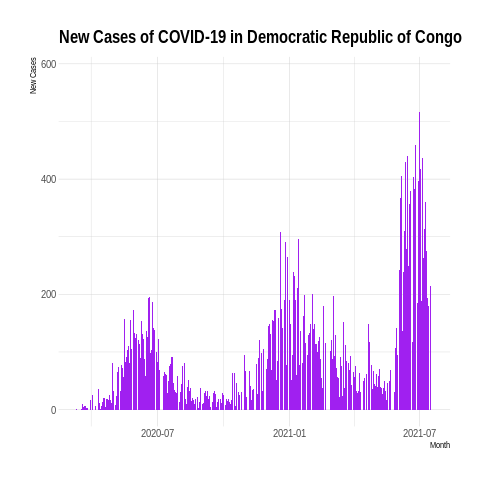 New Cases of COVID-19 in Democratic Republic of Congo
New Cases
600
400
200
0
2020-07
2021-01
2021-07
Month